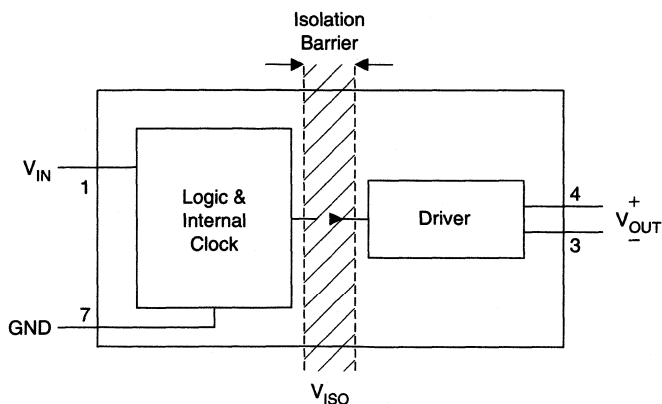 Isolation
Barrier
V_IN
1
Logic &
Internal
Clock
Driver
4
+
V_OUT
−
3
7
GND
V_ISO